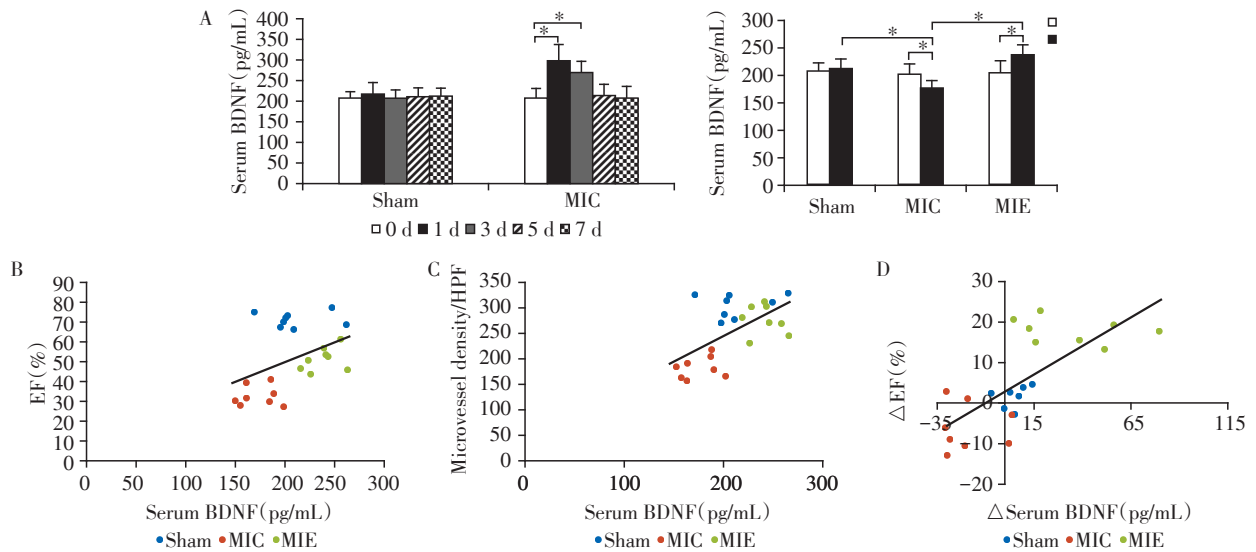 A
Serum BDNF(pg/mL)
400
350
300
250
200
150
100
50
0
*
*
Sham
MIC
0 d 1 d 3 d 5 d 7 d
Serum BDNF(pg/mL)
300
250
200
150
100
50
0
*
*
*
*
Sham
MIC
MIE
B
EF(%)
90
80
70
60
50
40
30
20
10
0
0
50
100
150
200
250
300
Serum BDNF(pg/mL)
Sham MIC MIE
C
Microvessel density/HPF
350
300
250
200
150
100
50
0
0
100
200
300
Serum BDNF(pg/mL)
Sham MIC MIE
D
△EF(%)
30
20
10
0
−10
−20
−35
15
65
115
△Serum BDNF(pg/mL)
Sham MIC MIE